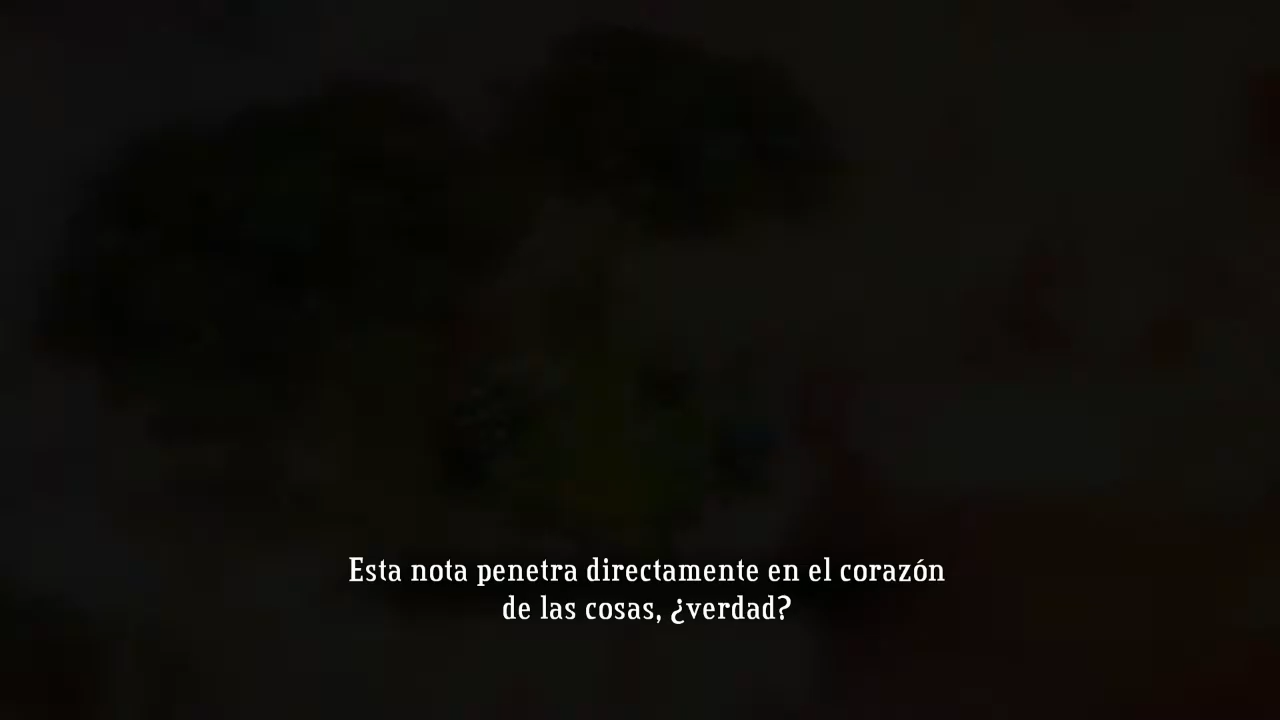 Esta nota penetra directamente en el corazón
de las cosas, ¿verdad?